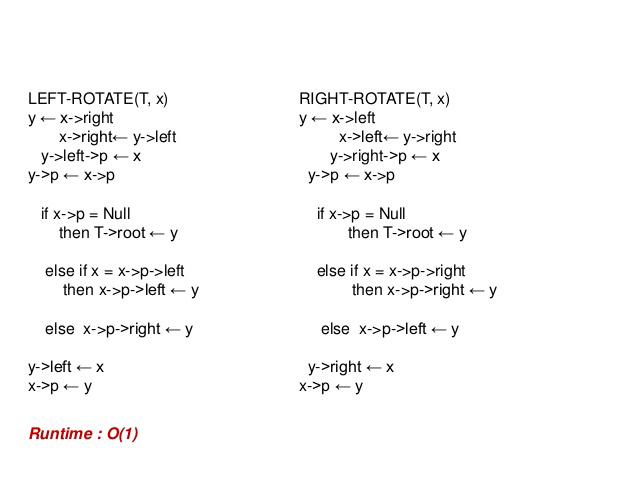 LEFT-ROTATE(T, x)
y ← x->right
x->right← y->left
y->left->p ← x
y->p ← x->p
if x->p = Null
then T->root ← y
else if x = x->p->left
then x->p->left ← y
else x->p->right ← y
y->left ← x
x->p ← y
Runtime : O(1)
RIGHT-ROTATE(T, x)
y ← x->left
x->left← y->right
y->right->p ← x
y->p ← x->p
if x->p = Null
then T->root ← y
else if x = x->p->right
then x->p->right ← y
else x->p->left ← y
y->right ← x
x->p ← y